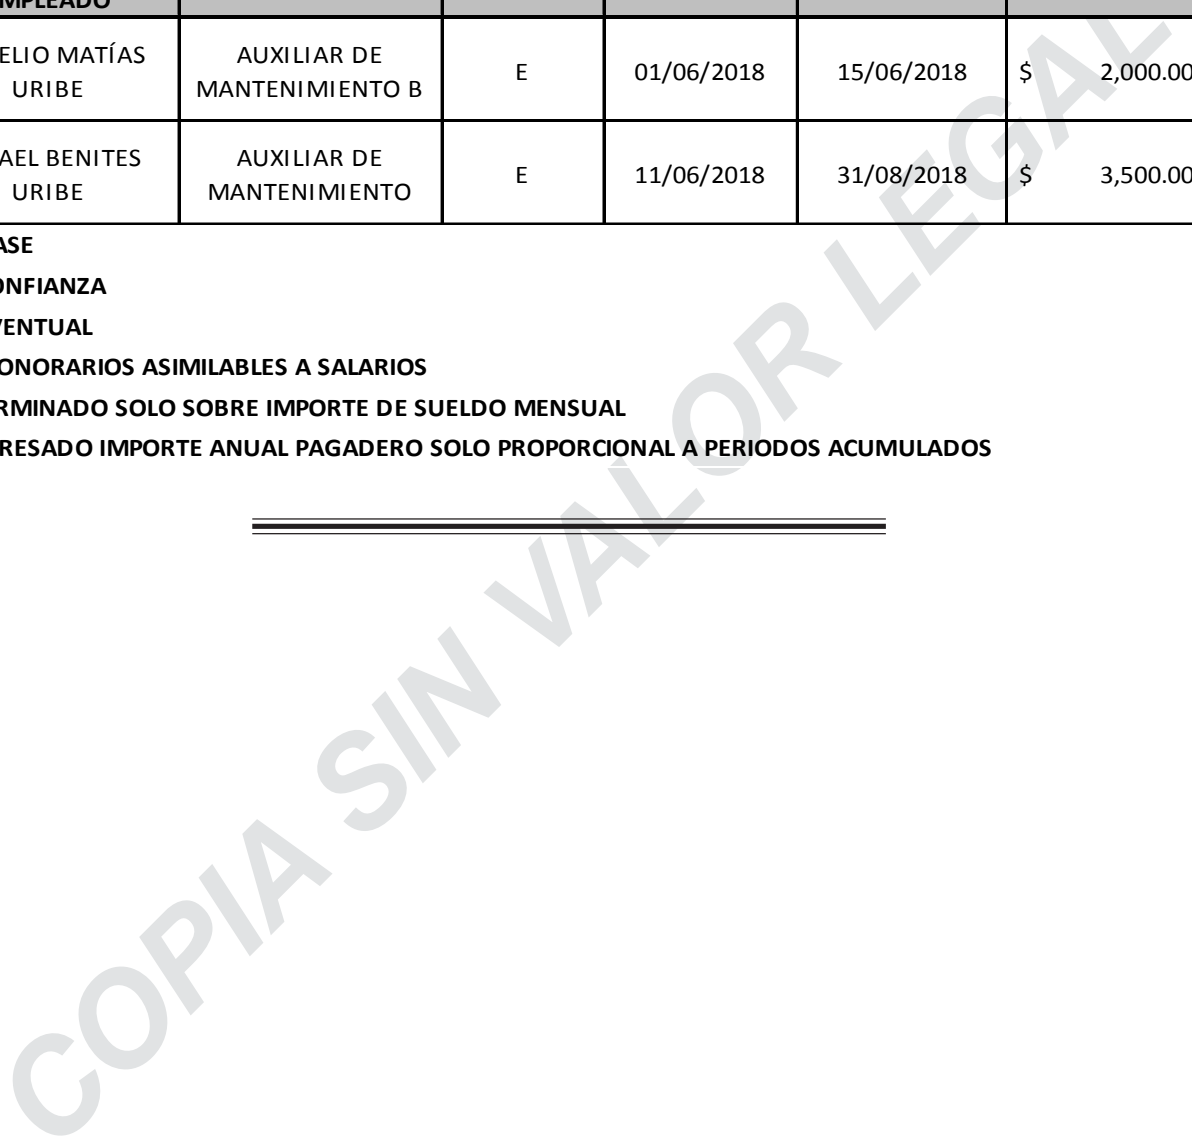 MPLEADO
ELIO MATÍAS
URIBE
AUXILIAR DE
MANTENIMIENTO B
E
01/06/2018
15/06/2018
$ 2,000.00
AEL BENITES
URIBE
AUXILIAR DE
MANTENIMIENTO
E
11/06/2018
31/08/2018
$ 3,500.00
ASE
ONFIANZA
VENTUAL
ONORARIOS ASIMILABLES A SALARIOS
RMINADO SOLO SOBRE IMPORTE DE SUELDO MENSUAL
RESADO IMPORTE ANUAL PAGADERO SOLO PROPORCIONAL A PERIODOS ACUMULADOS
COPIA SIN VALOR LEGAL